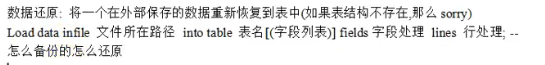 数据还原: 将一个在外部保存的数据重新恢复到表中(如果表结构不存在,那么 sorry)
Load data infile 文件所在路径 into table 表名[(字段列表)] fields 字段处理 lines 行处理; --
怎么备份的怎么还原